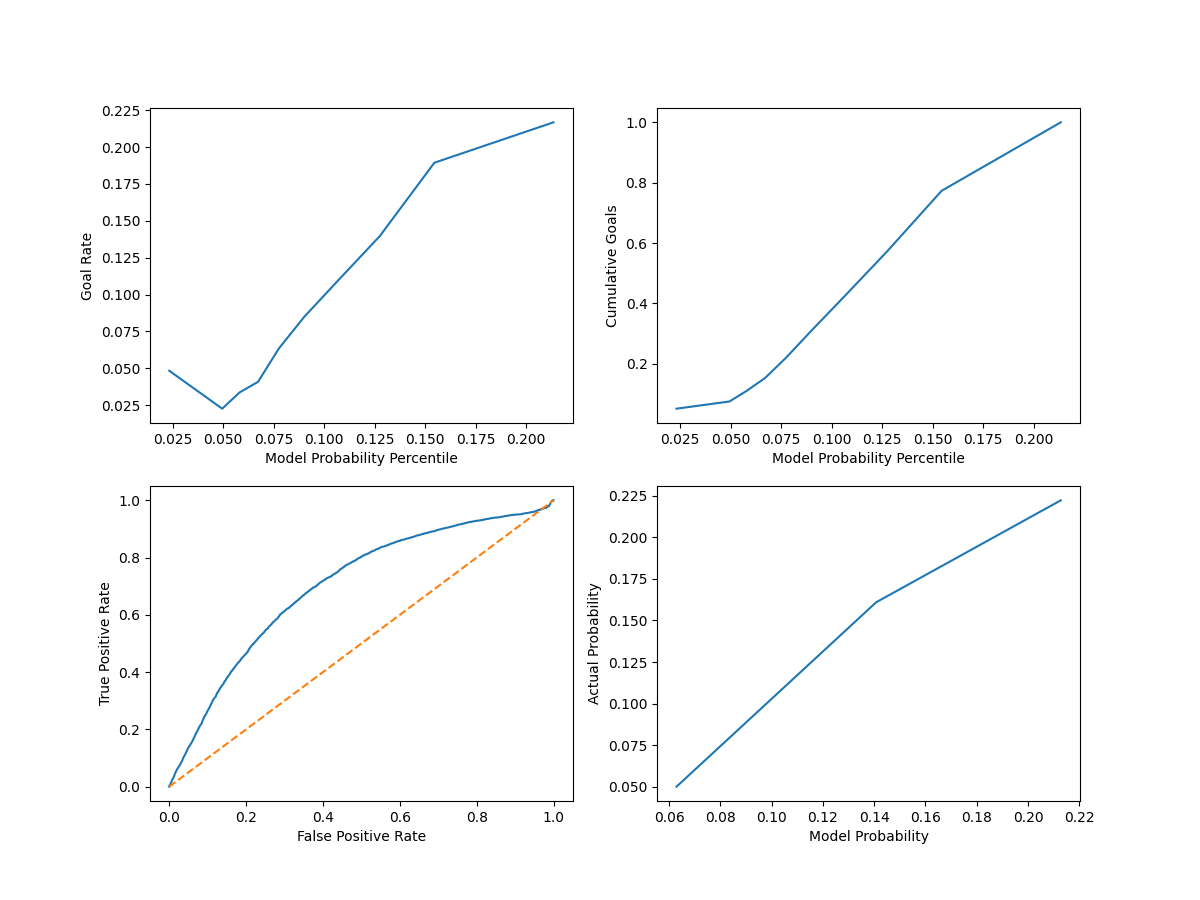 0.225
0.200
0.175
0.150
0.125
0.100
0.075
0.050
0.025
Goal Rate
0.025 0.050 0.075 0.100 0.125 0.150 0.175 0.200
Model Probability Percentile
1.0
0.8
0.6
0.4
0.2
Cumulative Goals
0.025 0.050 0.075 0.100 0.125 0.150 0.175 0.200
Model Probability Percentile
1.0
0.8
0.6
0.4
0.2
0.0
True Positive Rate
0.0 0.2 0.4 0.6 0.8 1.0
False Positive Rate
0.225
0.200
0.175
0.150
0.125
0.100
0.075
0.050
Actual Probability
0.06 0.08 0.10 0.12 0.14 0.16 0.18 0.20 0.22
Model Probability